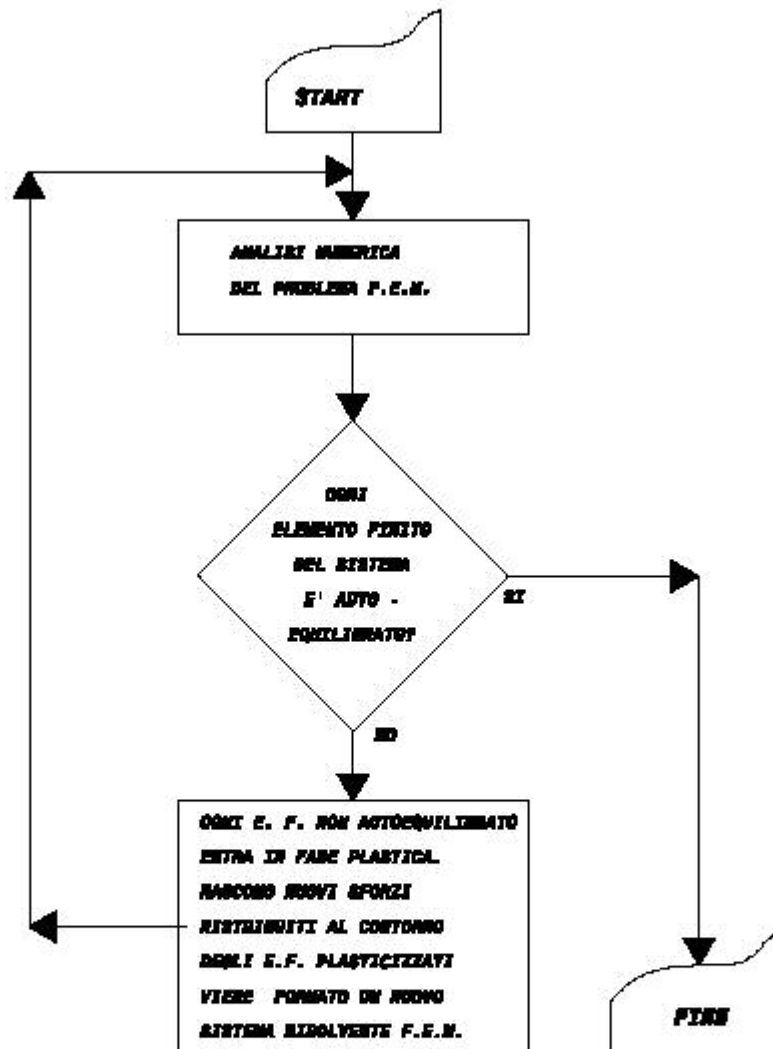 START
ANALISI NUMERICA
DEL PROBLEMA F.E.M.
OGNI
ELEMENTO FINITO
DEL SISTEMA
E' AUTO -
EQUILIBRATO?
SI
NO
OGNI E. F. NON AUTOEQUILIBRATO
ENTRA IN FASE PLASTICA.
NASCONO NUOVI SFORZI
RISTRIBUITI AL CONTORNO
DEGLI E.F. PLASTICIZZATI
VIENE FORMATO UN NUOVO
SISTEMA RISOLVENTE F.E.M.
FINE